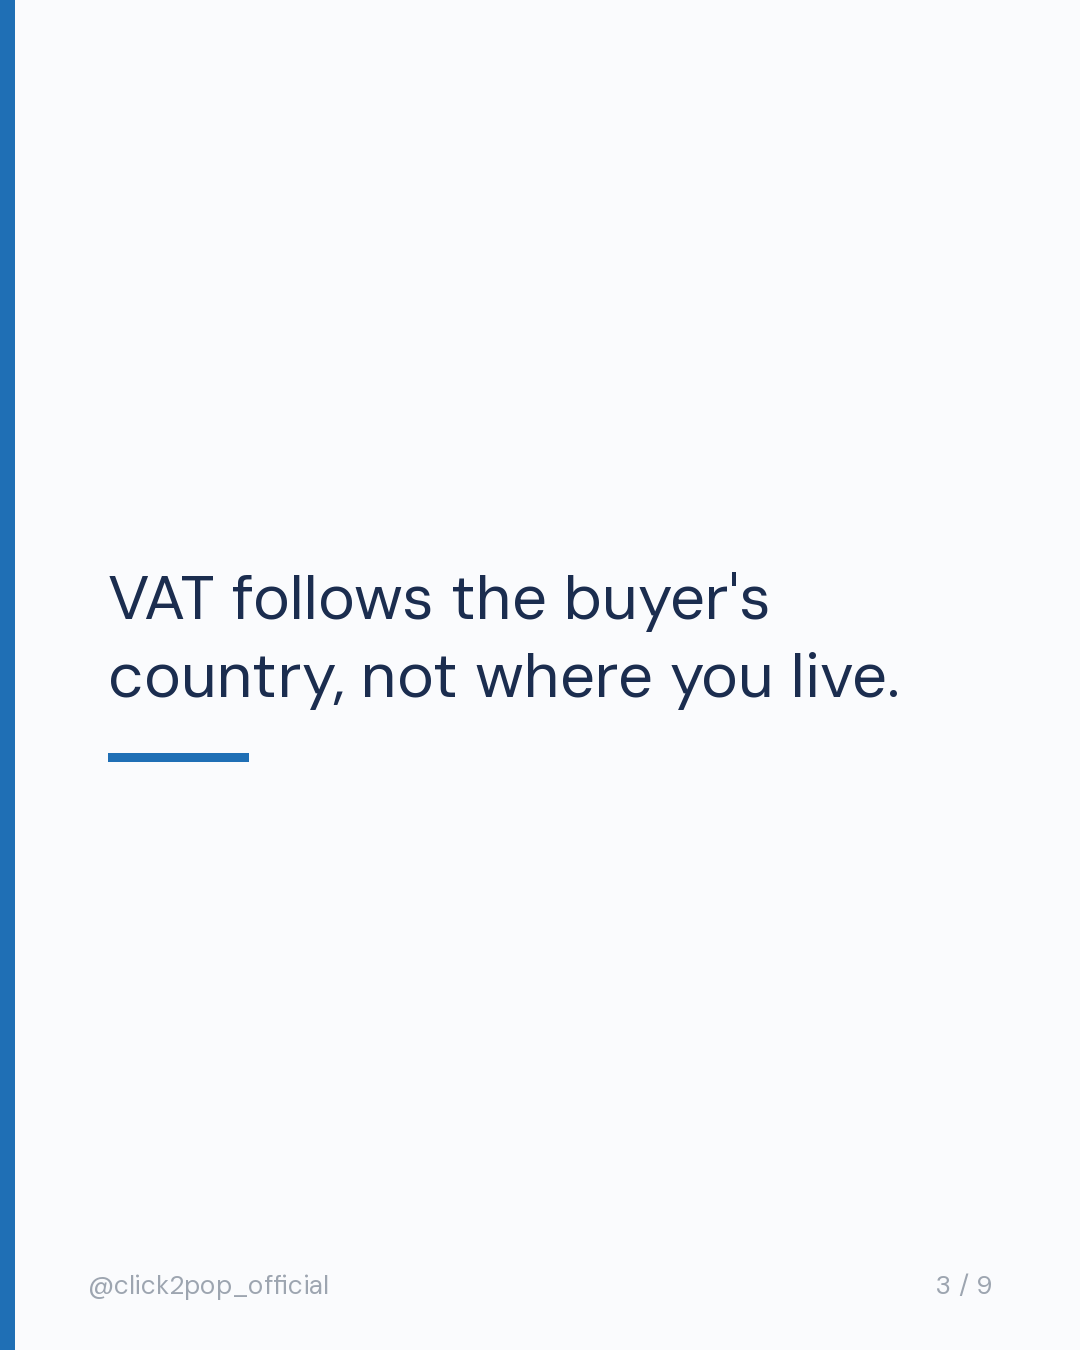 VAT follows the buyer's
country, not where you live.
@click2pop_official
3 / 9